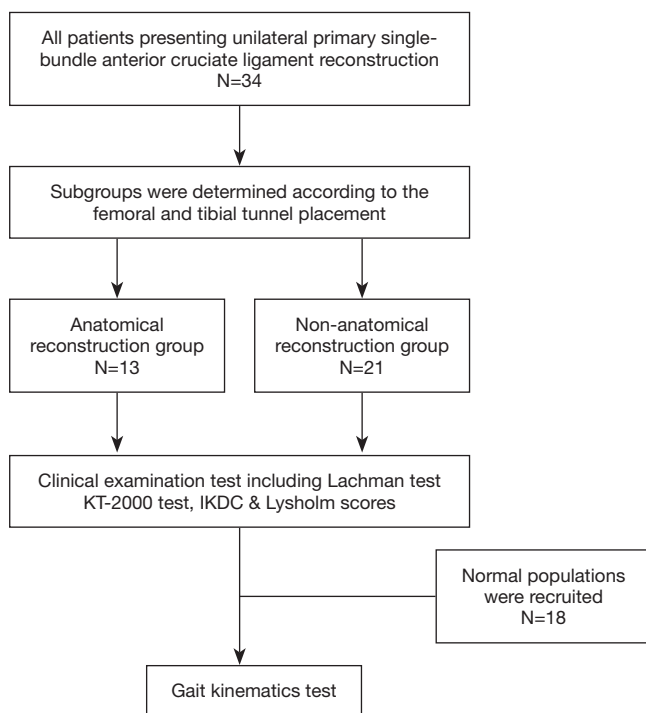 All patients presenting unilateral primary single-
bundle anterior cruciate ligament reconstruction
N=34
Subgroups were determined according to the
femoral and tibial tunnel placement
Anatomical
reconstruction group
N=13
Non-anatomical
reconstruction group
N=21
Clinical examination test including Lachman test
KT-2000 test, IKDC & Lysholm scores
Normal populations
were recruited
N=18
Gait kinematics test